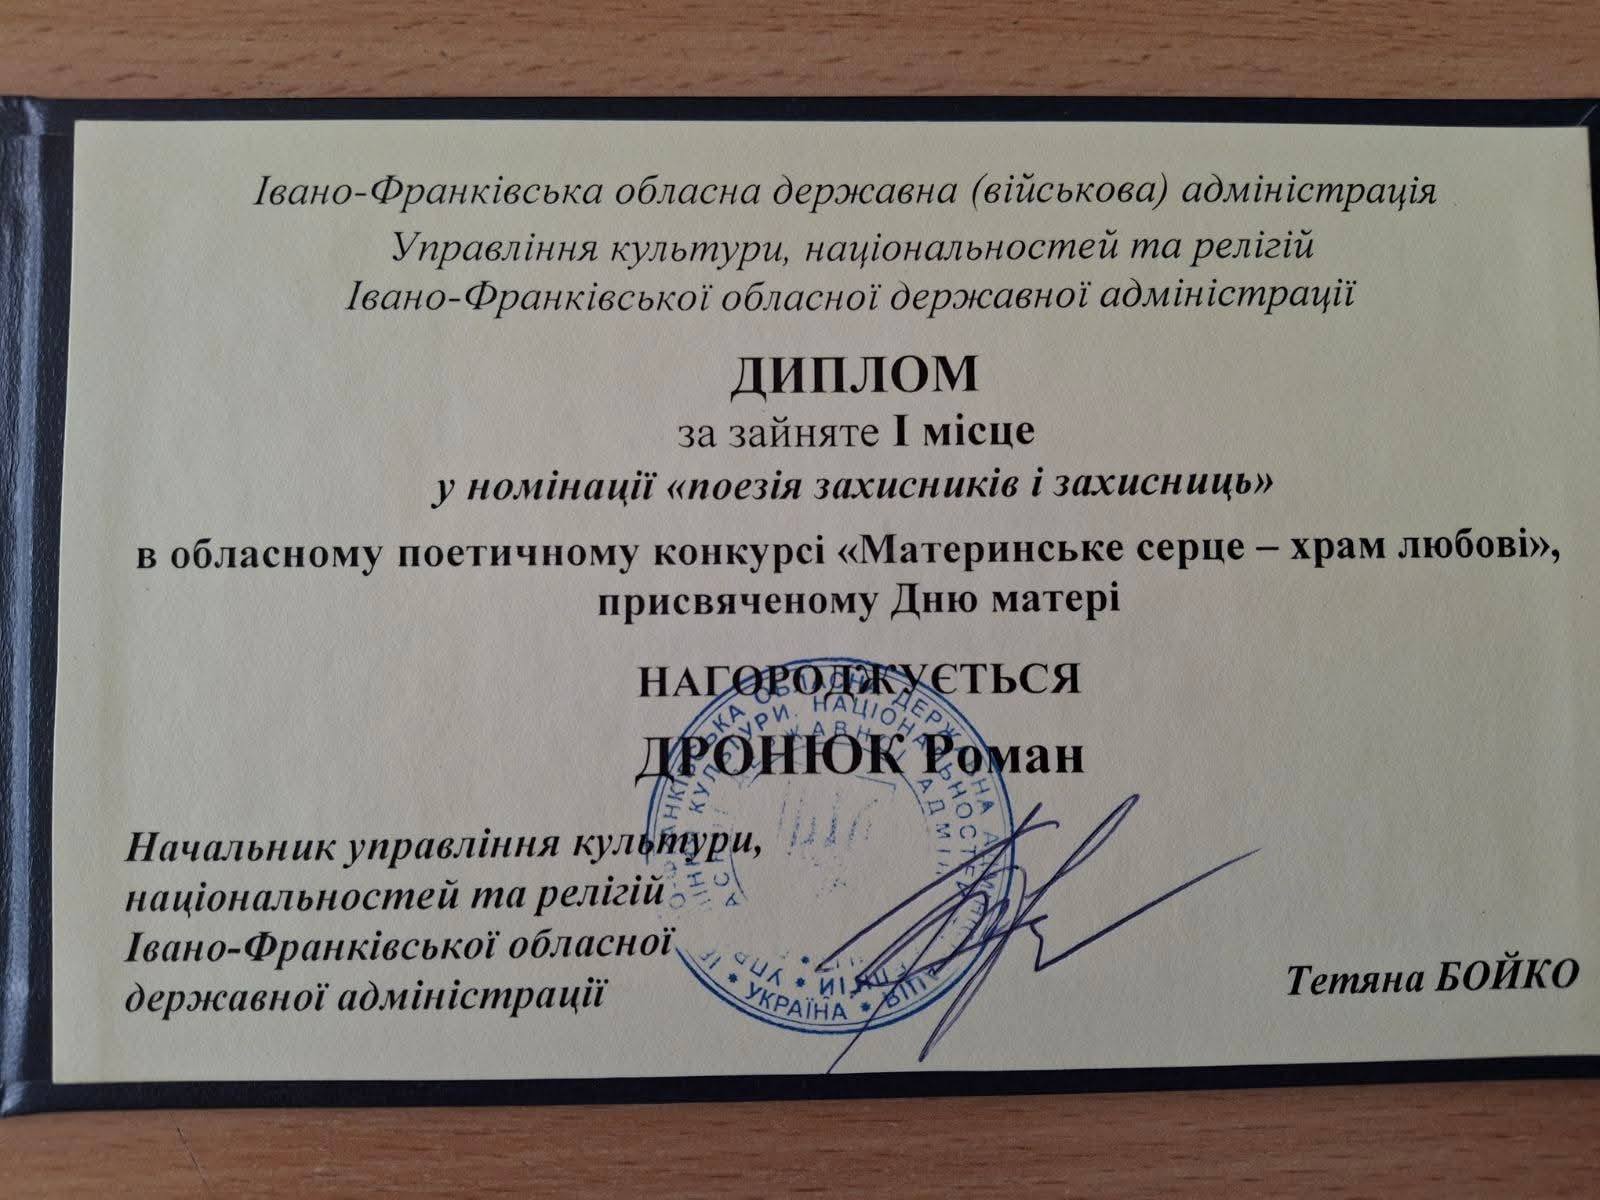 Івано-Франківська обласна державна (військова) адміністрація
Управління культури, національностей та релігій
Івано-Франківської обласної державної адміністрації
ДИПЛОМ
за зайняте І місце
у номінації «поезія захисників і захисниць»
в обласному поетичному конкурсі «Материнське серце – храм любові»,
присвяченому Дню матері
НАГОРОДЖУЄТЬСЯ
ДРОНЮК Роман
Начальник управління культури,
національностей та релігій
Івано-Франківської обласної
державної адміністрації
Тетяна БОЙКО
УКРАЇНА